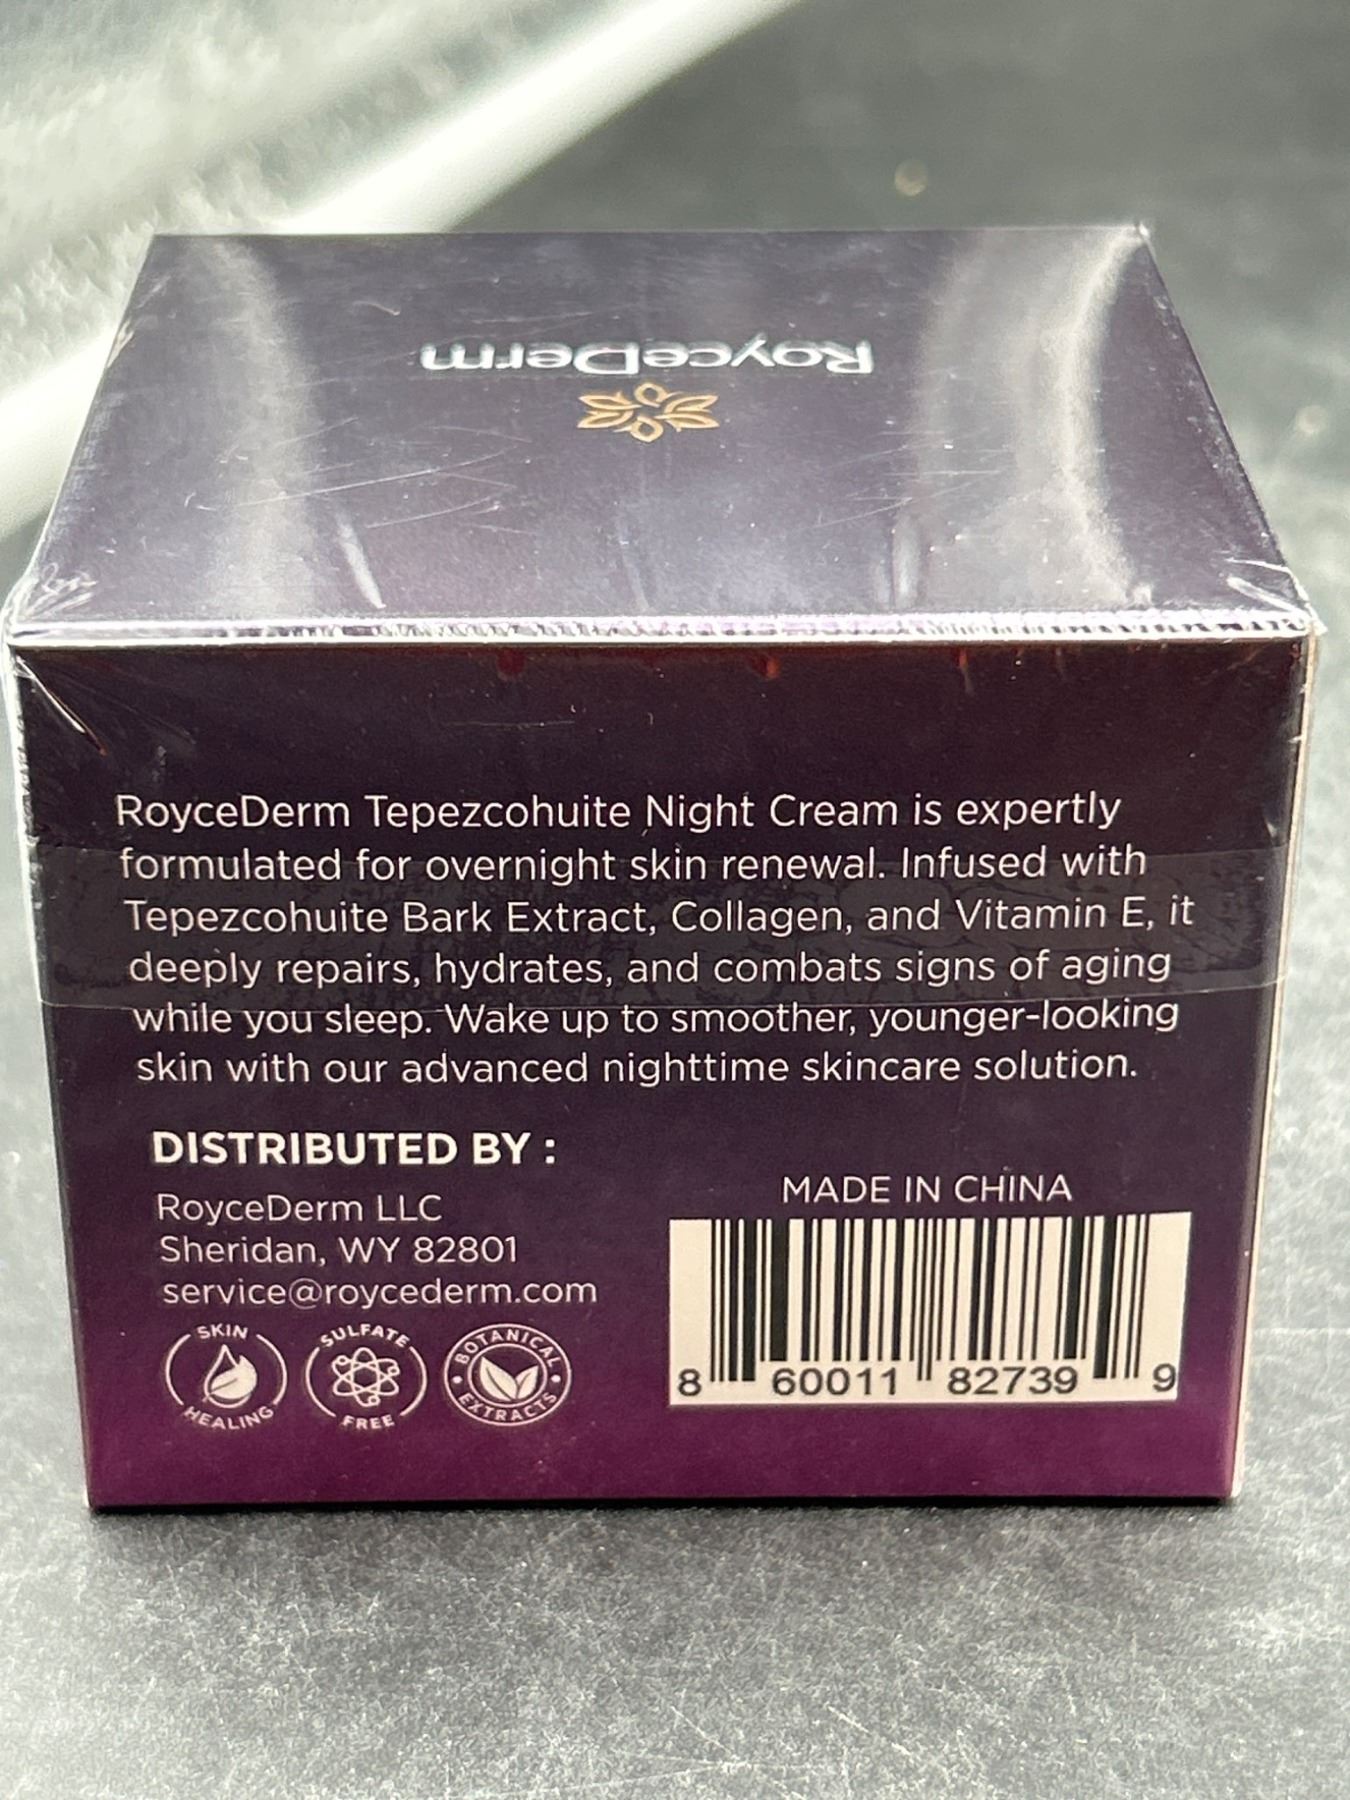 RoyceDerm
RoyceDerm Tepezcohuite Night Cream is expertly
formulated for overnight skin renewal. Infused with
Tepezcohuite Bark Extract, Collagen, and Vitamin E, it
deeply repairs, hydrates, and combats signs of aging
while you sleep. Wake up to smoother, younger-looking
skin with our advanced nighttime skincare solution.
DISTRIBUTED BY :
RoyceDerm LLC
Sheridan, WY 82801
service@roycederm.com
SKIN HEALING
SULFATE FREE
BOTANICAL EXTRACTS
MADE IN CHINA
8 60011 82739 9